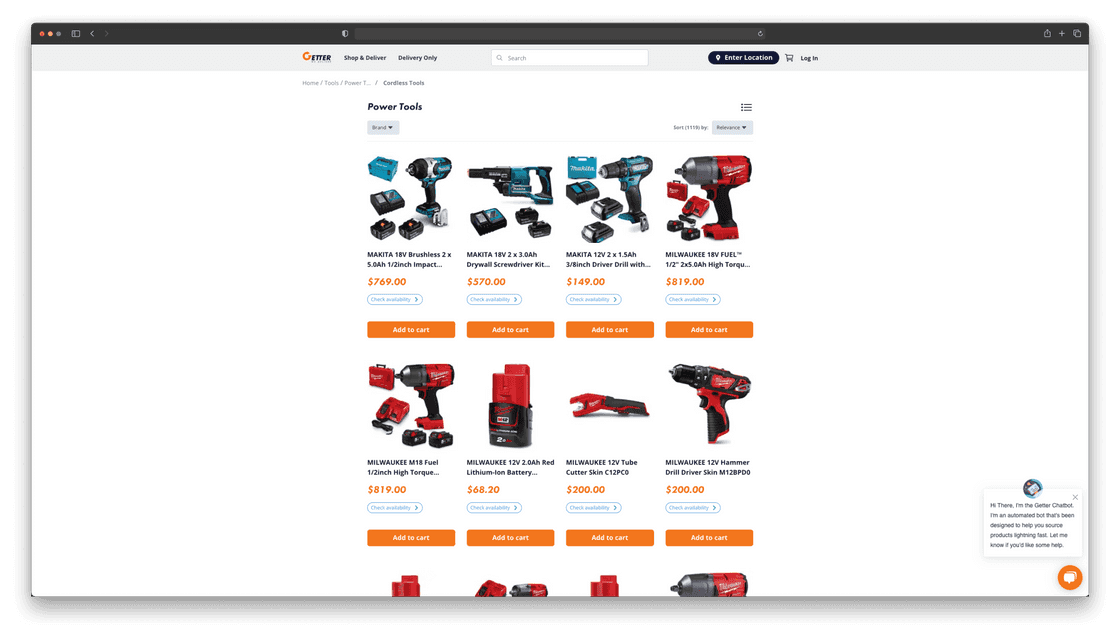 GETTER
Shop & Deliver
Delivery Only
Search
Enter Location
Log In
Home / Tools / Power T... / Cordless Tools
Power Tools
Brand
Sort (1119) by:
Relevance
MAKITA 18V Brushless 2 x
5.0Ah 1/2inch Impact...
$769.00
Check availability
Add to cart
MAKITA 18V 2 x 3.0Ah
Drywall Screwdriver Kit...
$570.00
Check availability
Add to cart
makita
MAKITA 12V 2 x 1.5Ah
3/8inch Driver Drill with...
$149.00
Check availability
Add to cart
Milwaukee
MILWAUKEE 18V FUEL™
1/2" 2x5.0Ah High Torqu...
$819.00
Check availability
Add to cart
MILWAUKEE M18 Fuel
1/2inch High Torque...
$819.00
Check availability
Add to cart
MILWAUKEE 12V 2.0Ah Red
Lithium-Ion Battery...
$68.20
Check availability
Add to cart
MILWAUKEE 12V Tube
Cutter Skin C12PC0
$200.00
Check availability
Add to cart
MILWAUKEE 12V Hammer
Drill Driver Skin M12BPD0
$200.00
Check availability
Add to cart
Hi There, I'm the Getter Chatbot.
I'm an automated bot that's been
designed to help you source
products lightning fast. Let me
know if you'd like some help.